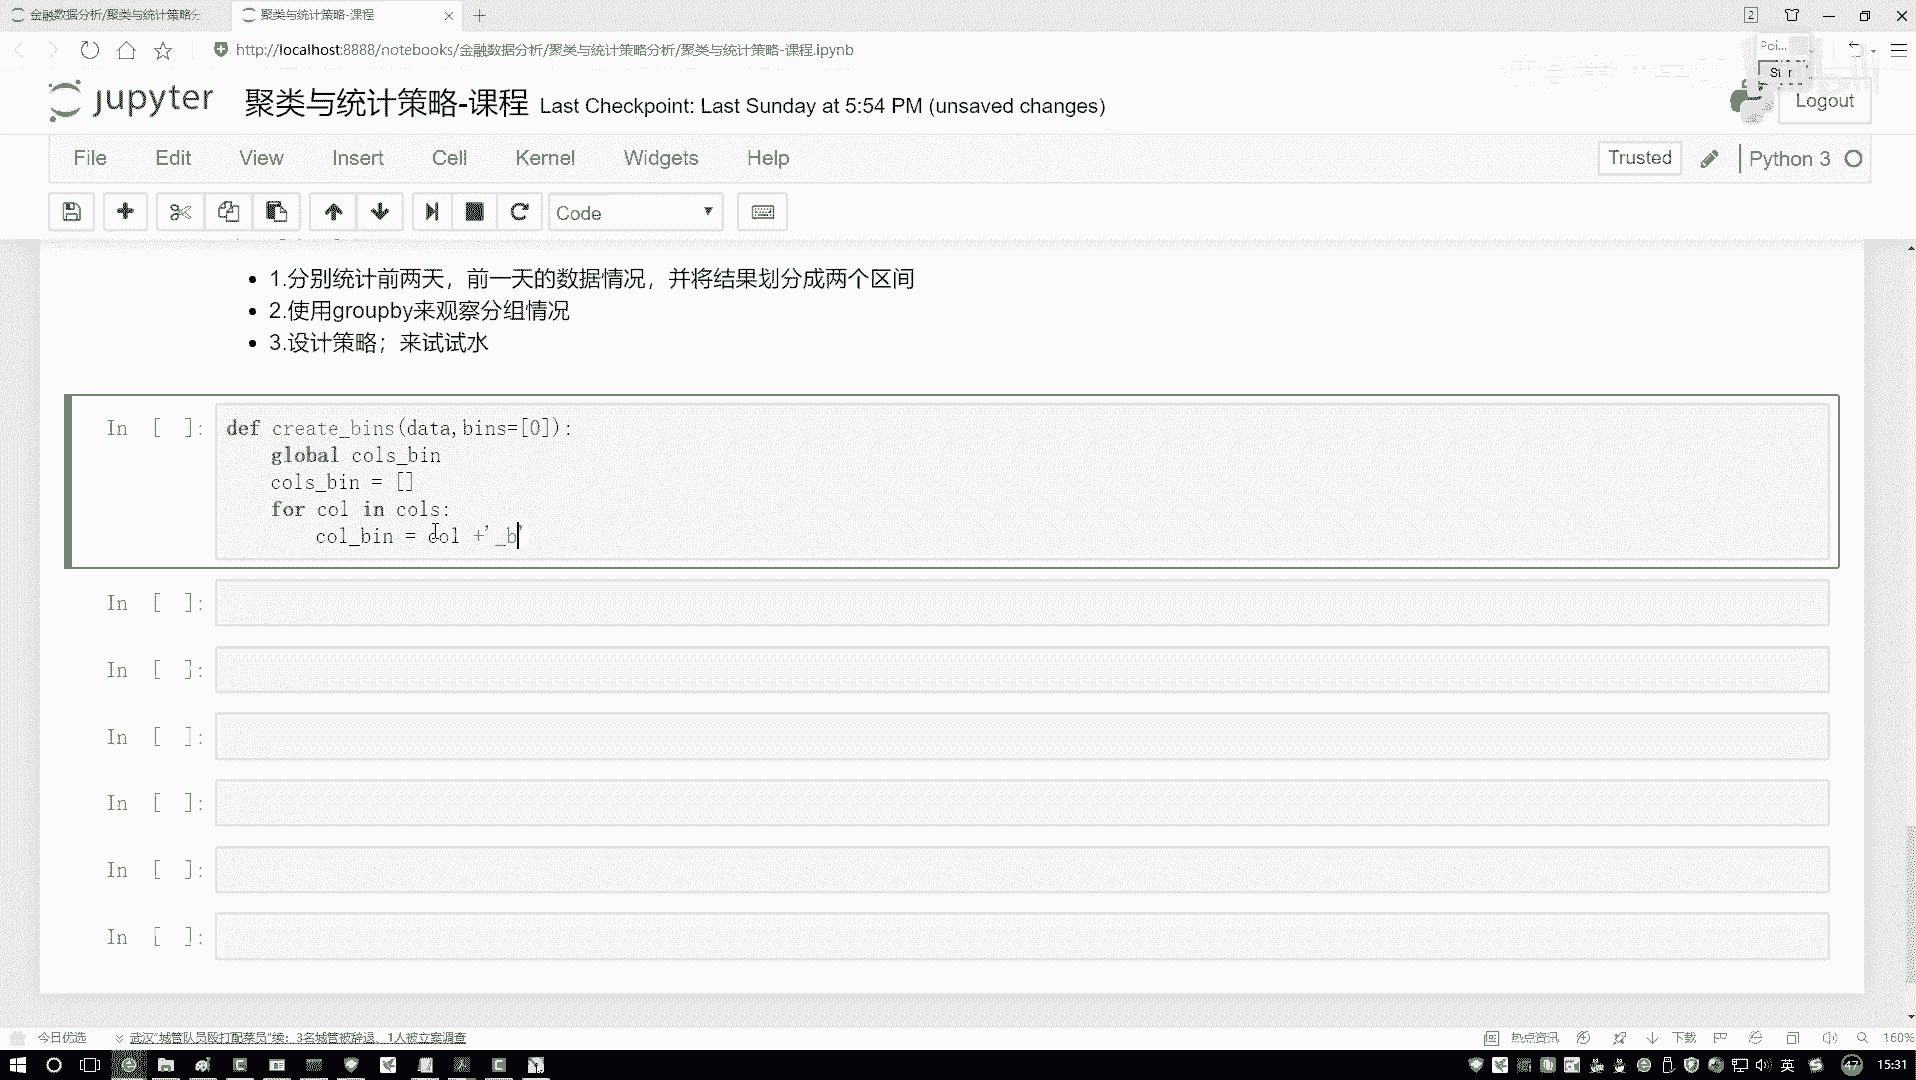 金融数据分析/聚类与统计策略分
聚类与统计策略-课程
2
http://localhost:8888/notebooks/金融数据分析/聚类与统计策略分析/聚类与统计策略-课程.ipynb
Poi...
jupyter 聚类与统计策略-课程 Last Checkpoint: Last Sunday at 5:54 PM (unsaved changes)
Logout
File Edit View Insert Cell Kernel Widgets Help
Trusted Python 3
Code
1.分别统计前两天，前一天的数据情况，并将结果划分成两个区间
2.使用groupby来观察分组情况
3.设计策略；来试试水
In [ ]: def create_bins(data,bins=[0]):
global cols_bin
cols_bin = []
for col in cols:
col_bin = col +'_b'
In [ ]:
In [ ]:
In [ ]:
In [ ]:
In [ ]:
In [ ]:
今日优选 武汉"城管队员殴打配菜员"续：3名城管被辞退、1人被立案调查
热点资讯 下载 160%
英 47 15:31